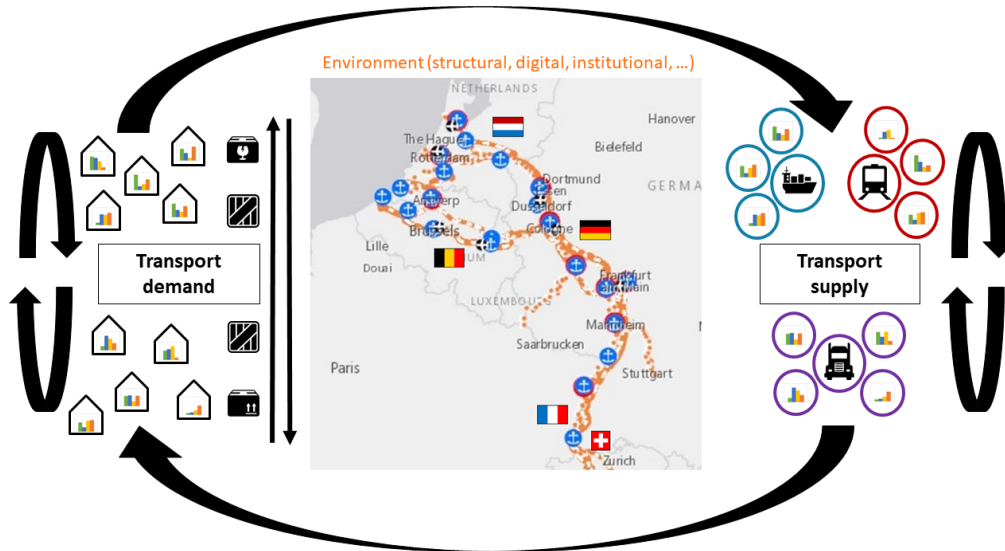 Environment (structural, digital, institutional, ...)
NETHERLANDS
Hanover
The Hague
Rotterdam
Bielefeld
Dortmund
Essen
GERMA
Antwerp
Dusseldorf
Brussels
Cologne
Lille
UM
Douai
Transport
demand
Transport
supply
Frankfurt
am Main
LUXEMBOURG
Mannheim
Saarbrucken
Paris
Stuttgart
Zurich